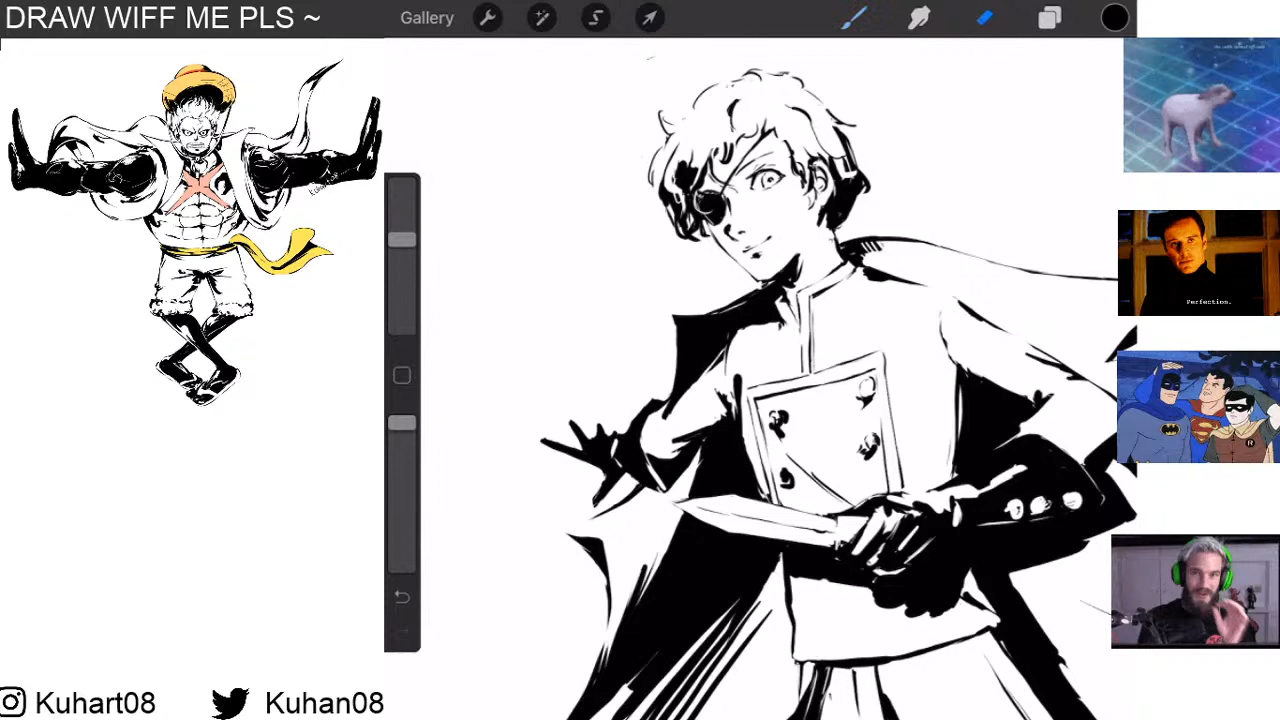 DRAW WIFF ME PLS ~
Gallery
Perfection.
Kuhart08
Kuhan08